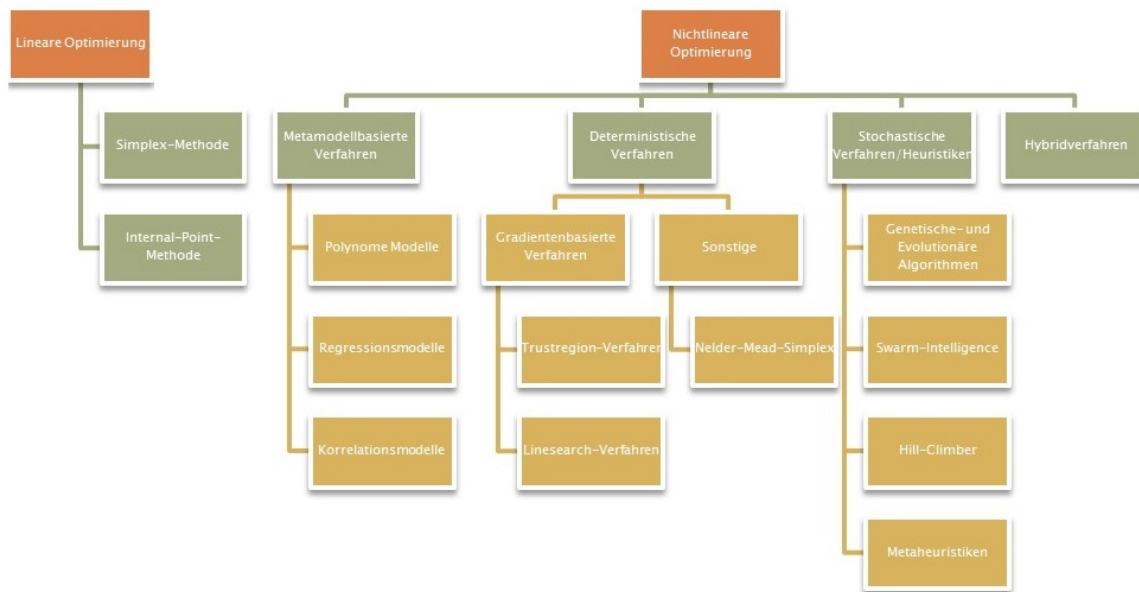 Lineare Optimierung
Simplex-Methode
Internal-Point-
Methode
Nichtlineare
Optimierung
Metamodellbasierte
Verfahren
Polynome Modelle
Regressionsmodelle
Korrelationsmodelle
Deterministische
Verfahren
Gradientenbasierte
Verfahren
Trustregion-Verfahren
Linesearch-Verfahren
Sonstige
Nelder-Mead-Simplex
Stochastische
Verfahren/Heuristiken
Genetische- und
Evolutionäre
Algorithmen
Swarm-Intelligence
Hill-Climber
Metaheuristiken
Hybridverfahren